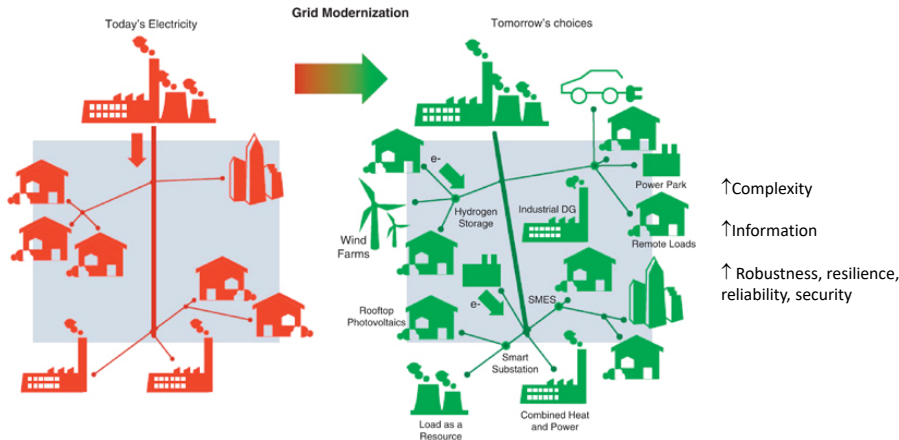 Grid Modernization
Today's Electricity
Tomorrow's choices
e-
Power Park
Hydrogen
Storage
Industrial DG
Wind
Farms
Remote Loads
SMES
e-
Rooftop
Photovoltaics
Smart
Substation
Load as a
Resource
Combined Heat
and Power
↑Complexity
↑Information
↑ Robustness, resilience,
reliability, security